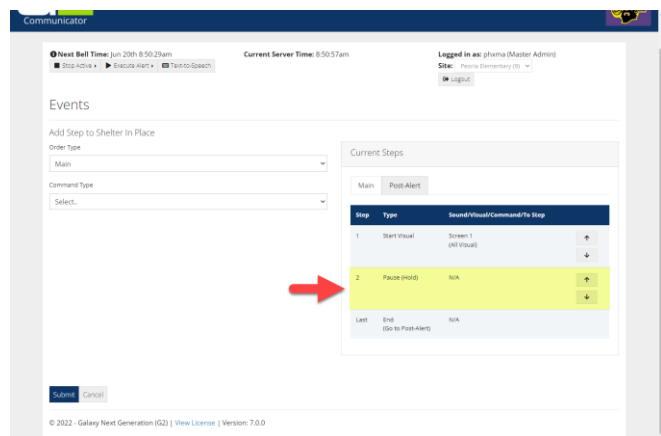 Communicator
Next Bell Time: Jun 20th 8:50:29am
Current Server Time: 8:50:57am
Logged in as: phxma (Master Admin)
Stop Active
Execute Alert
Text-to-Speech
Site: Peoria Elementary (9)
Logout
Events
Add Step to Shelter In Place
Order Type
Main
Command Type
Select..
Current Steps
Main Post-Alert
Step Type Sound/Visual/Command/To Step
1 Start Visual Screen 1
(All Visual)
2 Pause (Hold) N/A
Last End N/A
(Go to Post-Alert)
Submit Cancel
© 2022 - Galaxy Next Generation (G2) | View License | Version: 7.0.0